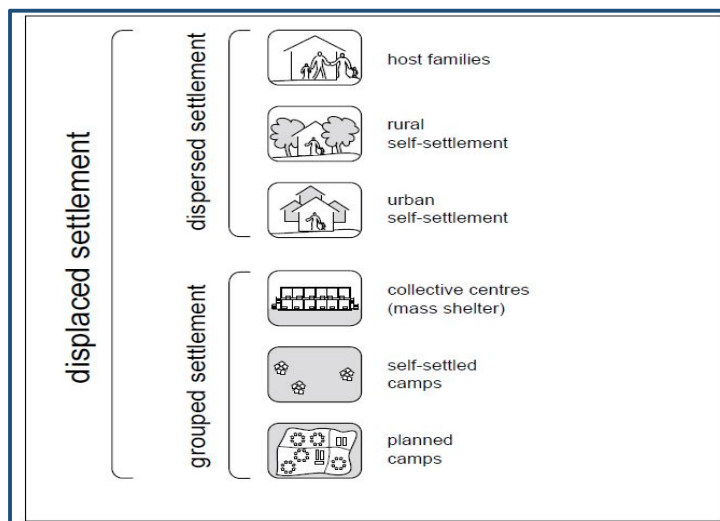 displaced settlement
dispersed settlement
host families
rural
self-settlement
urban
self-settlement
grouped settlement
collective centres
(mass shelter)
self-settled
camps
planned
camps